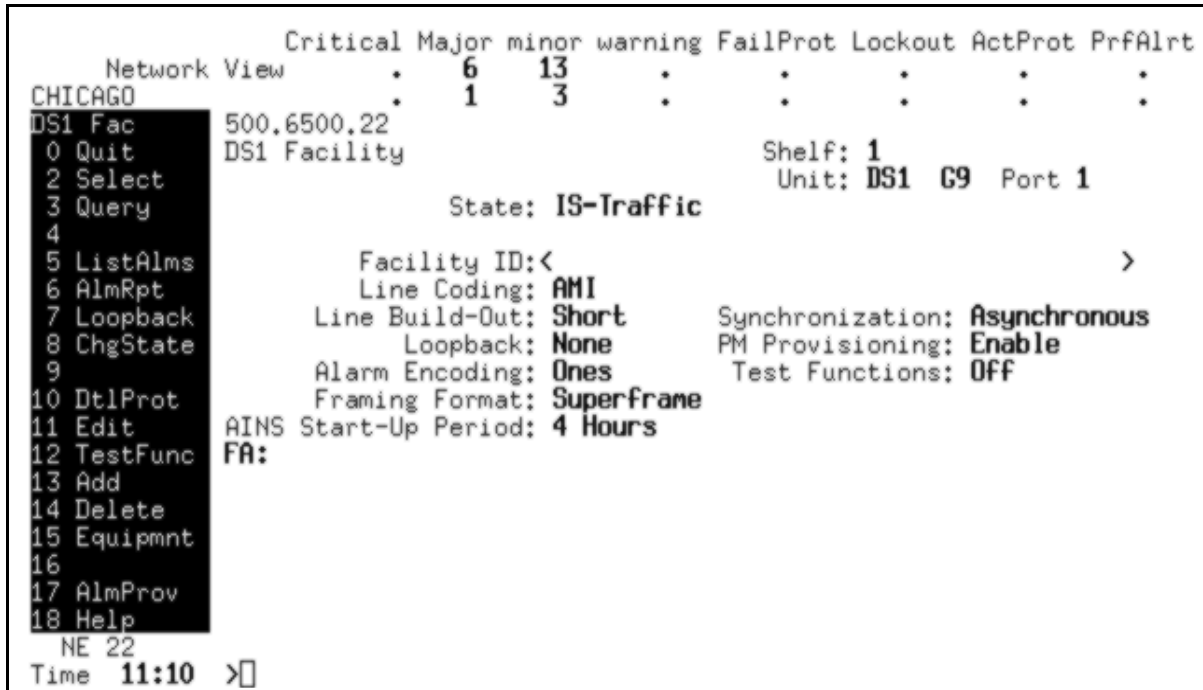 Critical Major minor warning FailProt Lockout ActProt PrfAlrt
Network View . 6 13 . . . . .
CHICAGO . 1 3 . . . . .
DS1 Fac 500.6500.22
0 Quit DS1 Facility Shelf: 1
2 Select Unit: DS1 G9 Port 1
3 Query State: IS-Traffic
4
5 ListAlms Facility ID:< >
6 AlmRpt Line Coding: AMI
7 Loopback Line Build-Out: Short Synchronization: Asynchronous
8 ChgState Loopback: None PM Provisioning: Enable
9 Alarm Encoding: Ones Test Functions: Off
10 DtlProt Framing Format: Superframe
11 Edit AINS Start-Up Period: 4 Hours
12 TestFunc FA:
13 Add
14 Delete
15 Equipmnt
16
17 AlmProv
18 Help
NE 22
Time 11:10 >